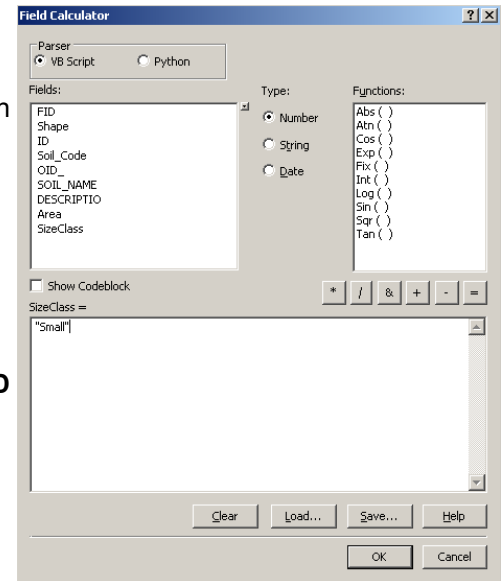 Field Calculator
Parser
VB Script Python
Fields: Type: Functions:
FID
Shape
ID
Soil_Code
OID_
SOIL_NAME
DESCRIPTIO
Area
SizeClass
Number
String
Date
Abs ( )
Atn ( )
Cos ( )
Exp ( )
Fix ( )
Int ( )
Log ( )
Sin ( )
Sqr ( )
Tan ( )
Show Codeblock
* / & + - =
SizeClass =
"Small"
Clear Load... Save... Help
OK Cancel